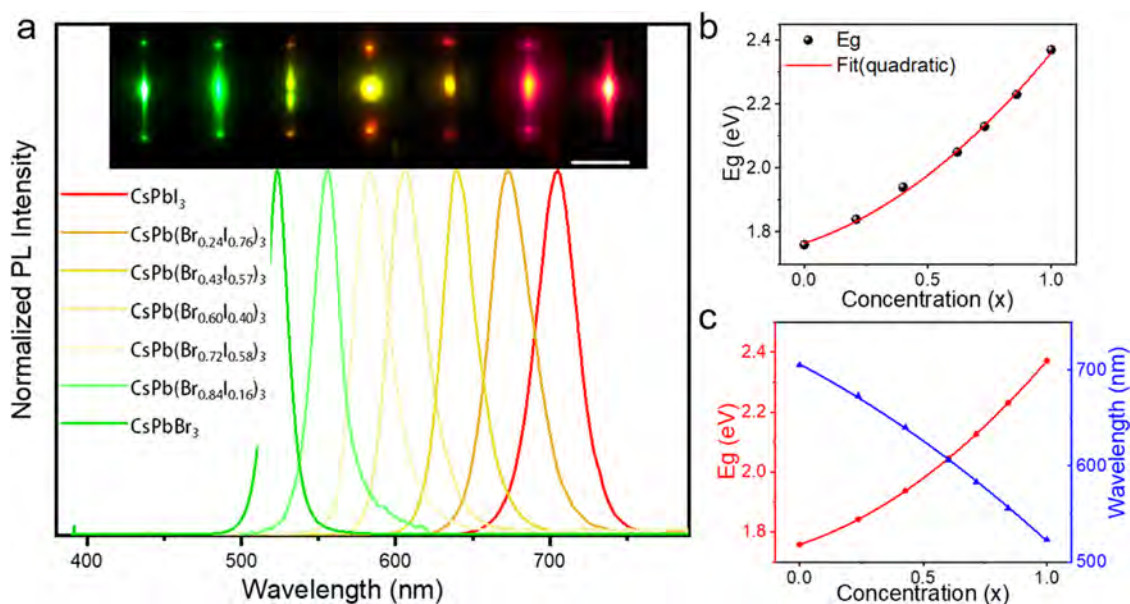 a
Normalized PL Intensity
CsPbI₃
CsPb(Br₀.₂₄I₀.₇₆)₃
CsPb(Br₀.₄₃I₀.₅₇)₃
CsPb(Br₀.₆₀I₀.₄₀)₃
CsPb(Br₀.₇₂I₀.₅₈)₃
CsPb(Br₀.₈₄I₀.₁₆)₃
CsPbBr₃
400 500 600 700
Wavelength (nm)
b
Eg (eV)
2.4
2.2
2.0
1.8
Eg
Fit(quadratic)
0.0 0.5 1.0
Concentration (x)
c
Eg (eV)
2.4
2.2
2.0
1.8
700
600
500
Wavelength (nm)
0.0 0.5 1.0
Concentration (x)